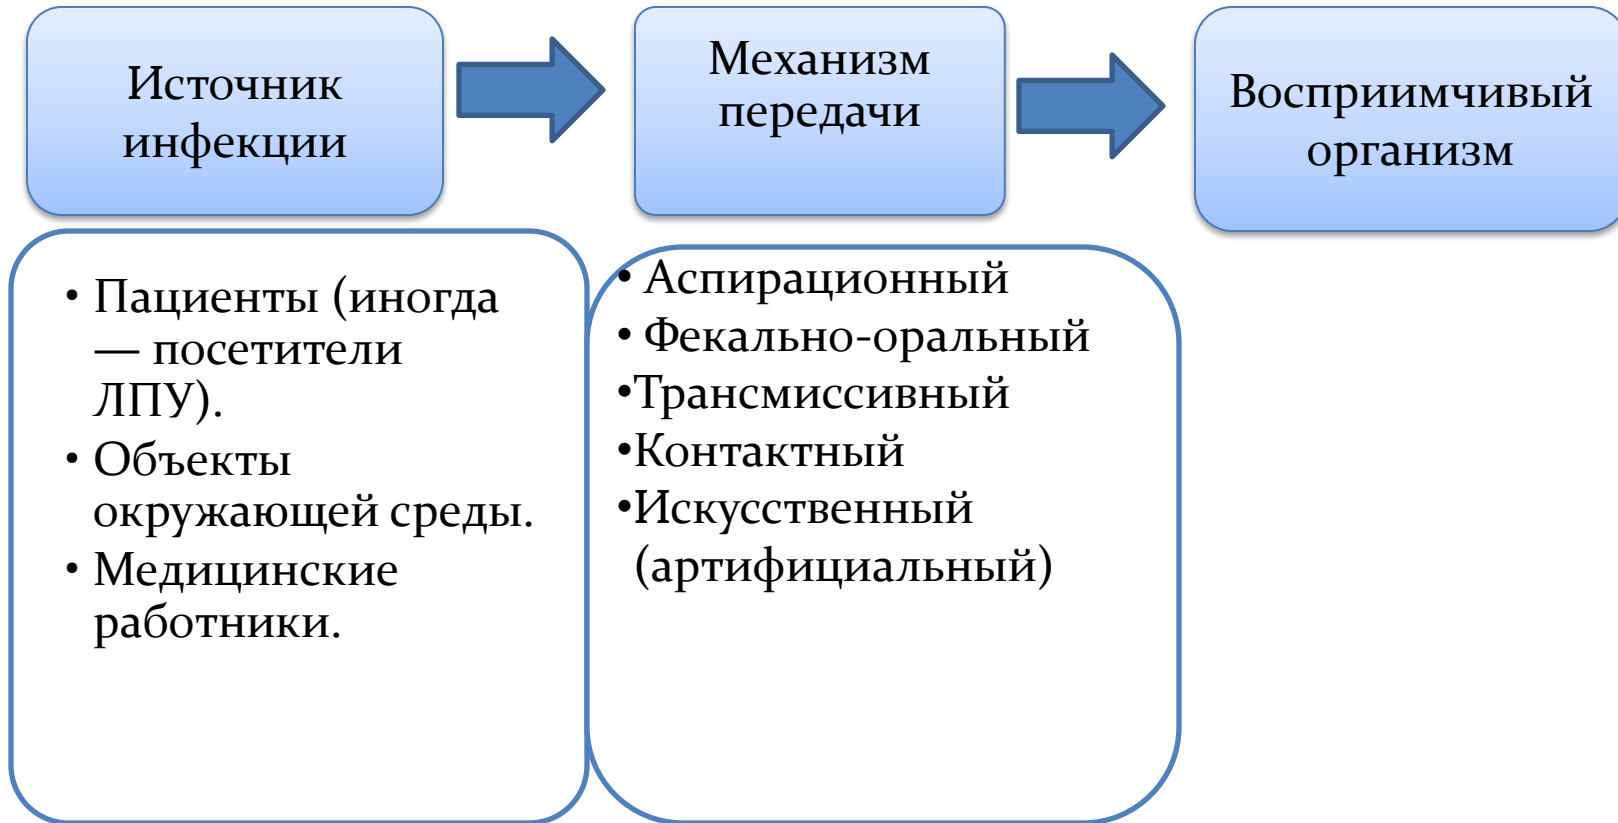 Источник
инфекции
Механизм
передачи
Восприимчивый
организм
• Пациенты (иногда
— посетители
ЛПУ).
• Объекты
окружающей среды.
• Медицинские
работники.
• Аспирационный
• Фекально-оральный
•Трансмиссивный
•Контактный
•Искусственный
(артифициальный)